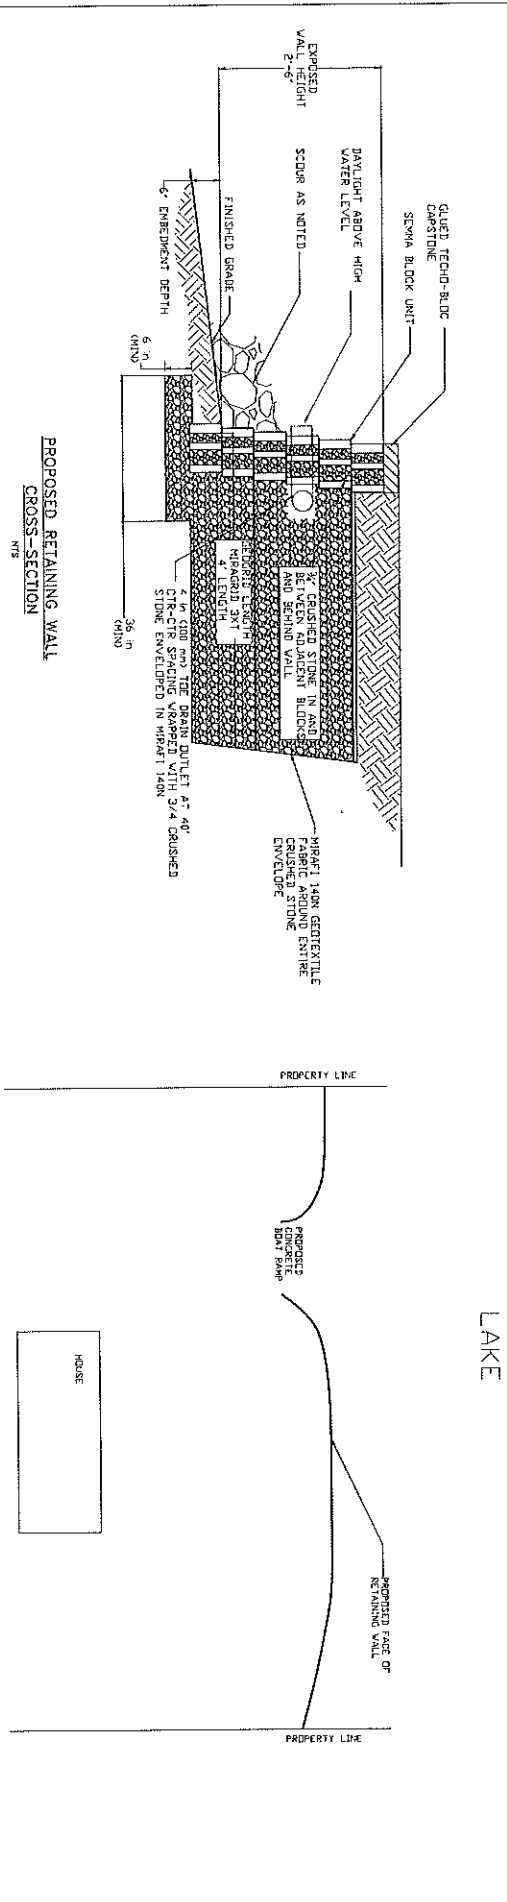 GLUED TECHO-BLOC
CAPSTONE
SEMMA BLOCK UNIT
DAYLIGHT ABOVE HIGH
WATER LEVEL
EXPOSED
WALL HEIGHT
2'-6"
SCOUR AS NOTED
FINISHED GRADE
6" EMBEDMENT DEPTH
6 in
(MIN)
36 in
(MIN)
3/4" CRUSHED STONE IN AND
BETWEEN ADJACENT BLOCKS
AND BEHIND WALL
GEOGRID LENGTH
MIRAGRID 3XT
4' LENGTH
MIRAFI 140N GEOTEXTILE
FABRIC AROUND ENTIRE
CRUSHED STONE
ENVELOPE
4 in (100 mm) TOE DRAIN OUTLET AT 40'
CTR-CTR SPACING WRAPPED WITH 3/4 CRUSHED
STONE ENVELOPED IN MIRAFI 140N
PROPOSED RETAINING WALL
CROSS-SECTION
NTS
LAKE
PROPERTY LINE
PROPOSED
CONCRETE
BOAT RAMP
PROPOSED FACE OF
RETAINING WALL
HOUSE
PROPERTY LINE